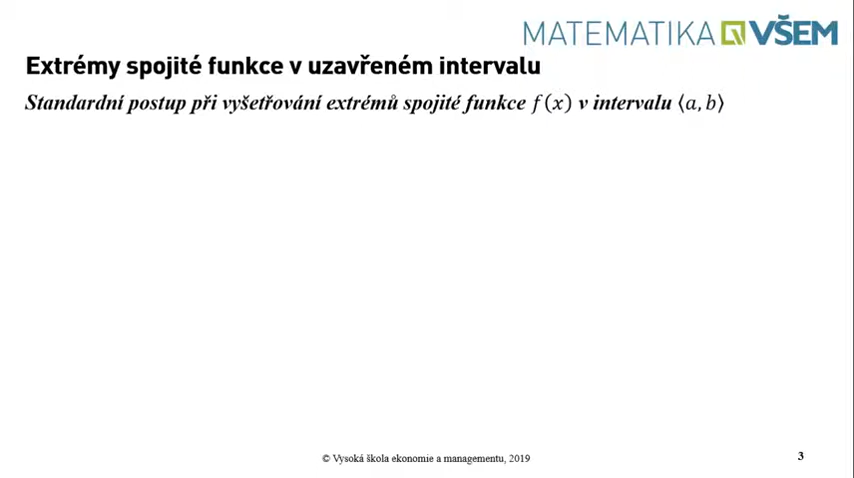 MATEMATIKA VŠEM
Extrémy spojité funkce v uzavřeném intervalu
Standardní postup při vyšetřování extrémů spojité funkce f(x) v intervalu ⟨a, b⟩
© Vysoká škola ekonomie a managementu, 2019
3